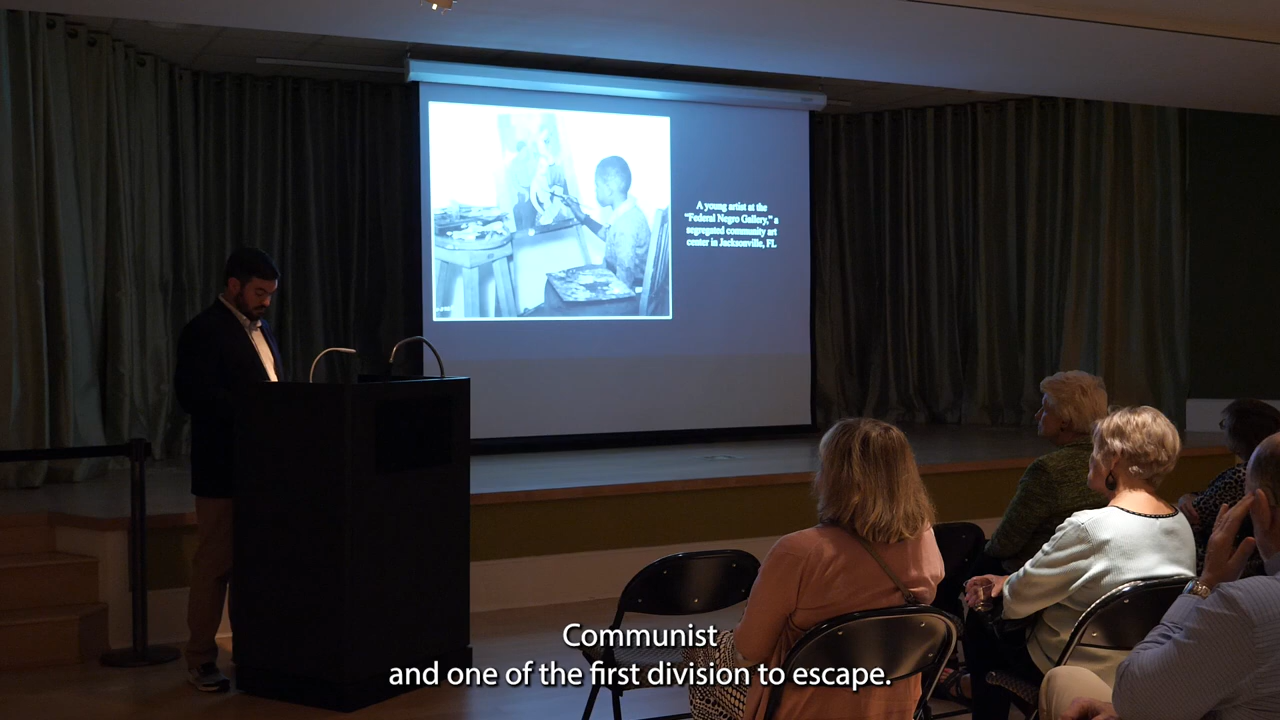 A young artist at the
"Federal Negro Gallery," a
segregated community art
center in Jacksonville, FL
Communist
and one of the first division to escape.